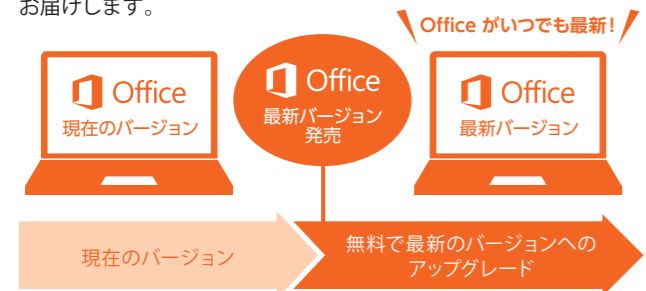 お届けします。
Office がいつでも最新!
Office
現在のバージョン
Office
最新バージョン
発売
Office
最新バージョン
現在のバージョン
無料で最新のバージョンへの
アップグレード